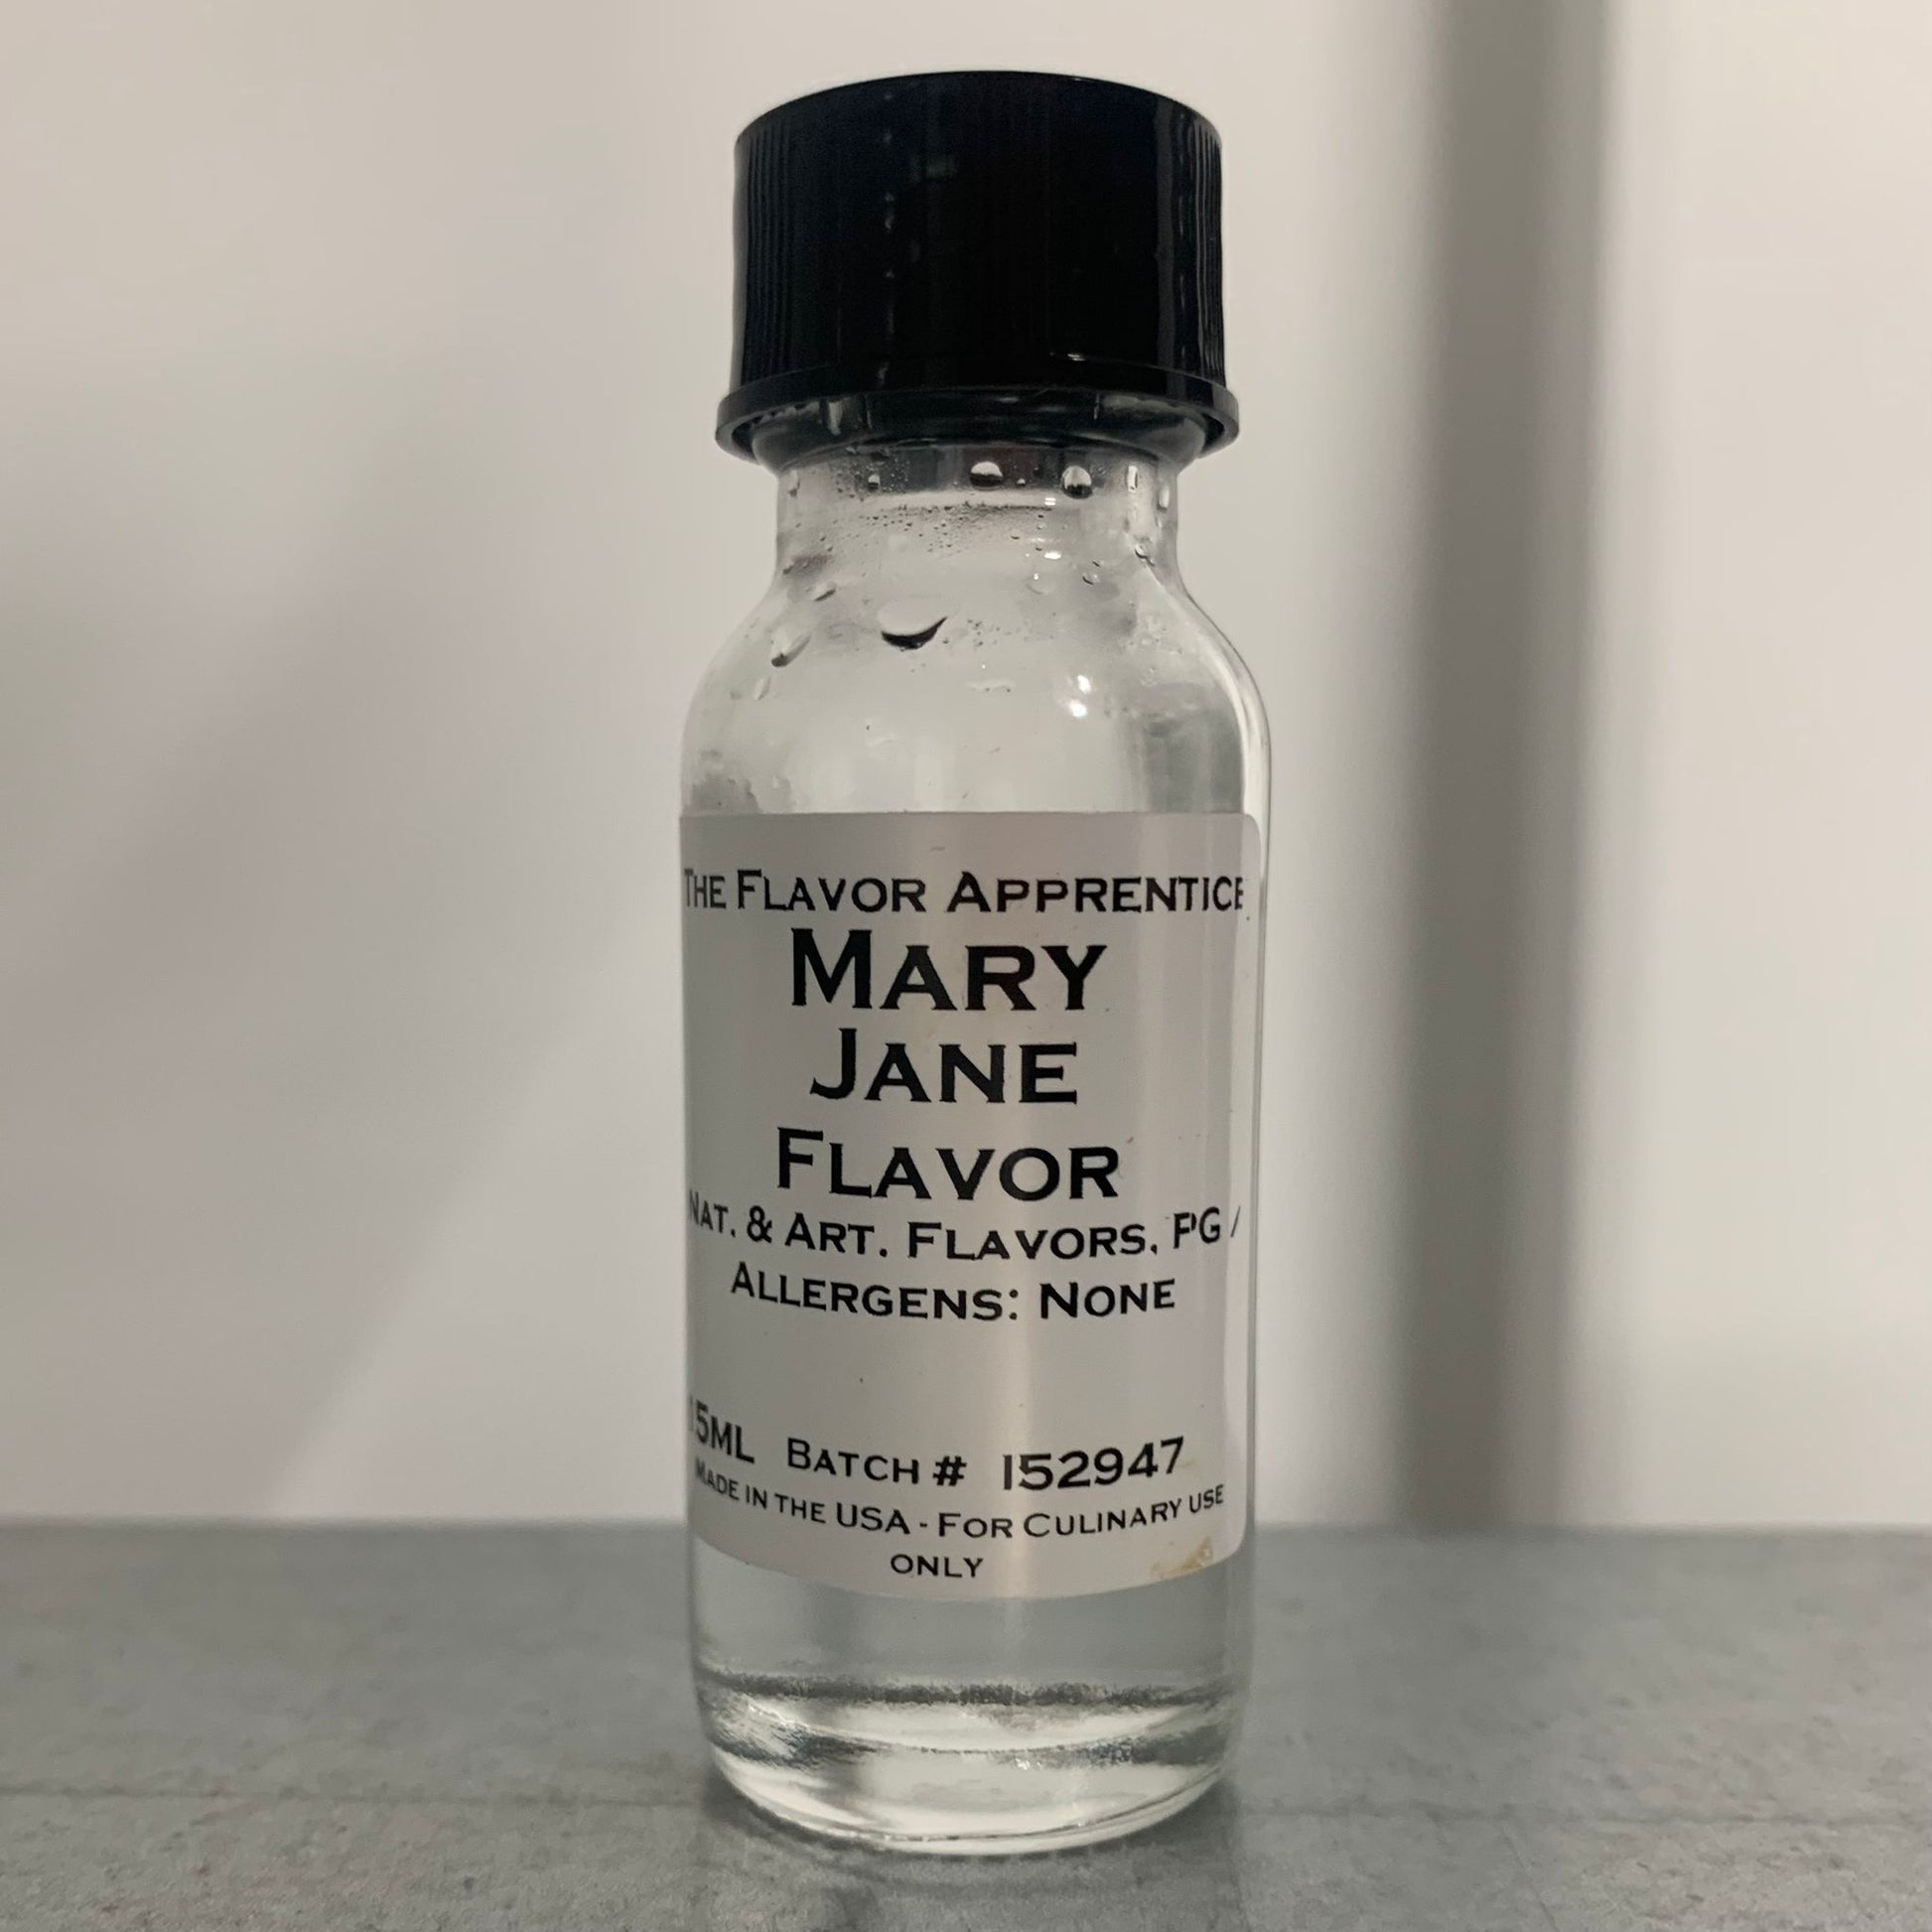 The Flavor Apprentice
Mary
Jane
Flavor
Nat. & Art. Flavors, PG /
Allergens: None
15ml Batch # 152947
Made in the USA - For Culinary use
only